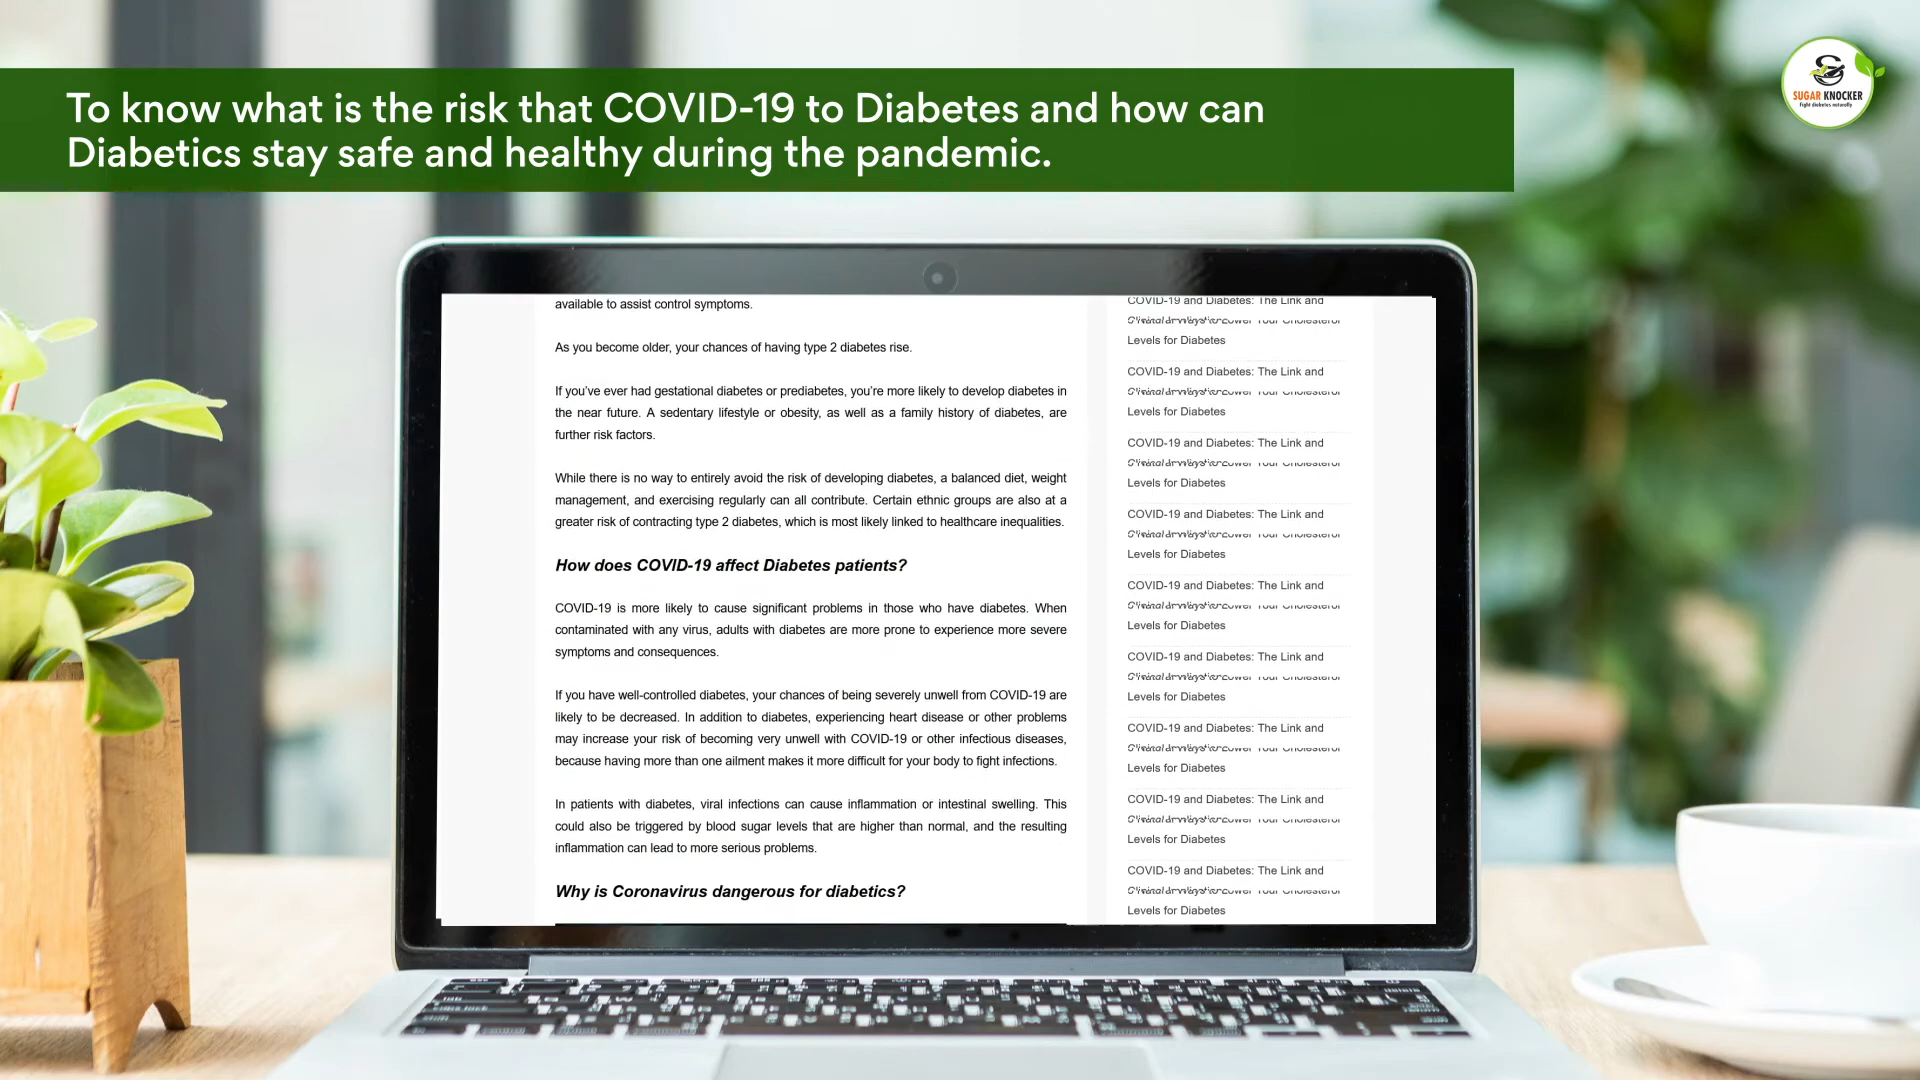 To know what is the risk that COVID-19 to Diabetes and how can
Diabetics stay safe and healthy during the pandemic.
SUGAR KNOCKER
Fight diabetes naturally
available to assist control symptoms.
As you become older, your chances of having type 2 diabetes rise.
If you've ever had gestational diabetes or prediabetes, you're more likely to develop diabetes in
the near future. A sedentary lifestyle or obesity, as well as a family history of diabetes, are
further risk factors.
While there is no way to entirely avoid the risk of developing diabetes, a balanced diet, weight
management, and exercising regularly can all contribute. Certain ethnic groups are also at a
greater risk of contracting type 2 diabetes, which is most likely linked to healthcare inequalities.
How does COVID-19 affect Diabetes patients?
COVID-19 is more likely to cause significant problems in those who have diabetes. When
contaminated with any virus, adults with diabetes are more prone to experience more severe
symptoms and consequences.
If you have well-controlled diabetes, your chances of being severely unwell from COVID-19 are
likely to be decreased. In addition to diabetes, experiencing heart disease or other problems
may increase your risk of becoming very unwell with COVID-19 or other infectious diseases,
because having more than one ailment makes it more difficult for your body to fight infections.
In patients with diabetes, viral infections can cause inflammation or intestinal swelling. This
could also be triggered by blood sugar levels that are higher than normal, and the resulting
inflammation can lead to more serious problems.
Why is Coronavirus dangerous for diabetics?
COVID-19 and Diabetes: The Link and
Levels for Diabetes
COVID-19 and Diabetes: The Link and
Levels for Diabetes
COVID-19 and Diabetes: The Link and
Levels for Diabetes
COVID-19 and Diabetes: The Link and
Levels for Diabetes
COVID-19 and Diabetes: The Link and
Levels for Diabetes
COVID-19 and Diabetes: The Link and
Levels for Diabetes
COVID-19 and Diabetes: The Link and
Levels for Diabetes
COVID-19 and Diabetes: The Link and
Levels for Diabetes
COVID-19 and Diabetes: The Link and
Levels for Diabetes